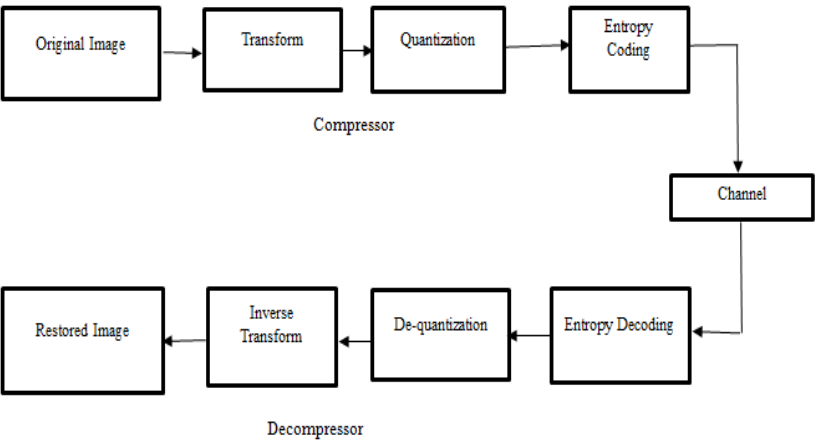 Original Image
Transform
Quantization
Entropy
Coding
Compressor
Channel
Restored Image
Inverse
Transform
De-quantization
Entropy Decoding
Decompressor